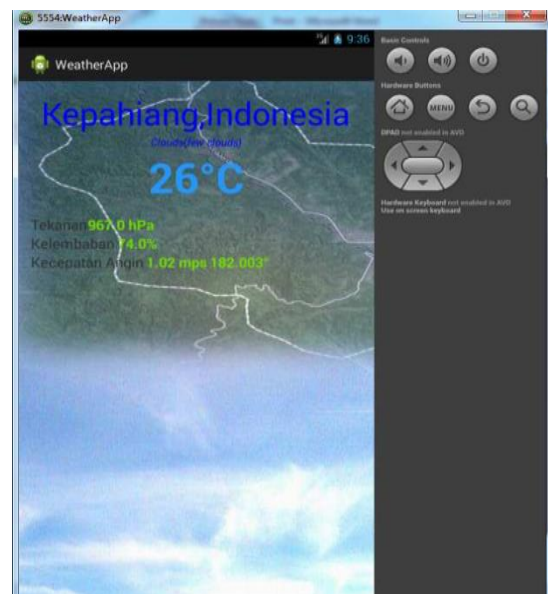 5554:WeatherApp
3G 9:36
WeatherApp
Kepahiang,Indonesia
Clouds(few clouds)
26°C
Tekanan 967.0 hPa
Kelembaban 74.0%
Kecepatan Angin 1.02 mps 182.003°
Basic Controls
Hardware Buttons
MENU
DPAD not enabled in AVD
Hardware Keyboard not enabled in AVD
Use on screen keyboard